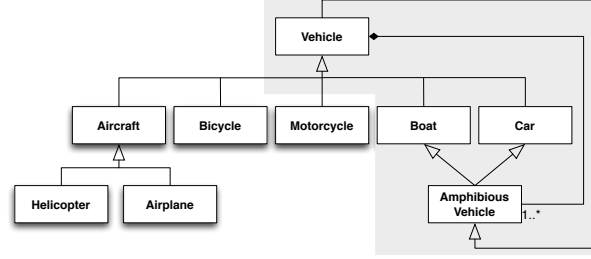 Vehicle
Aircraft
Bicycle
Motorcycle
Boat
Car
Helicopter
Airplane
Amphibious
Vehicle
1..*